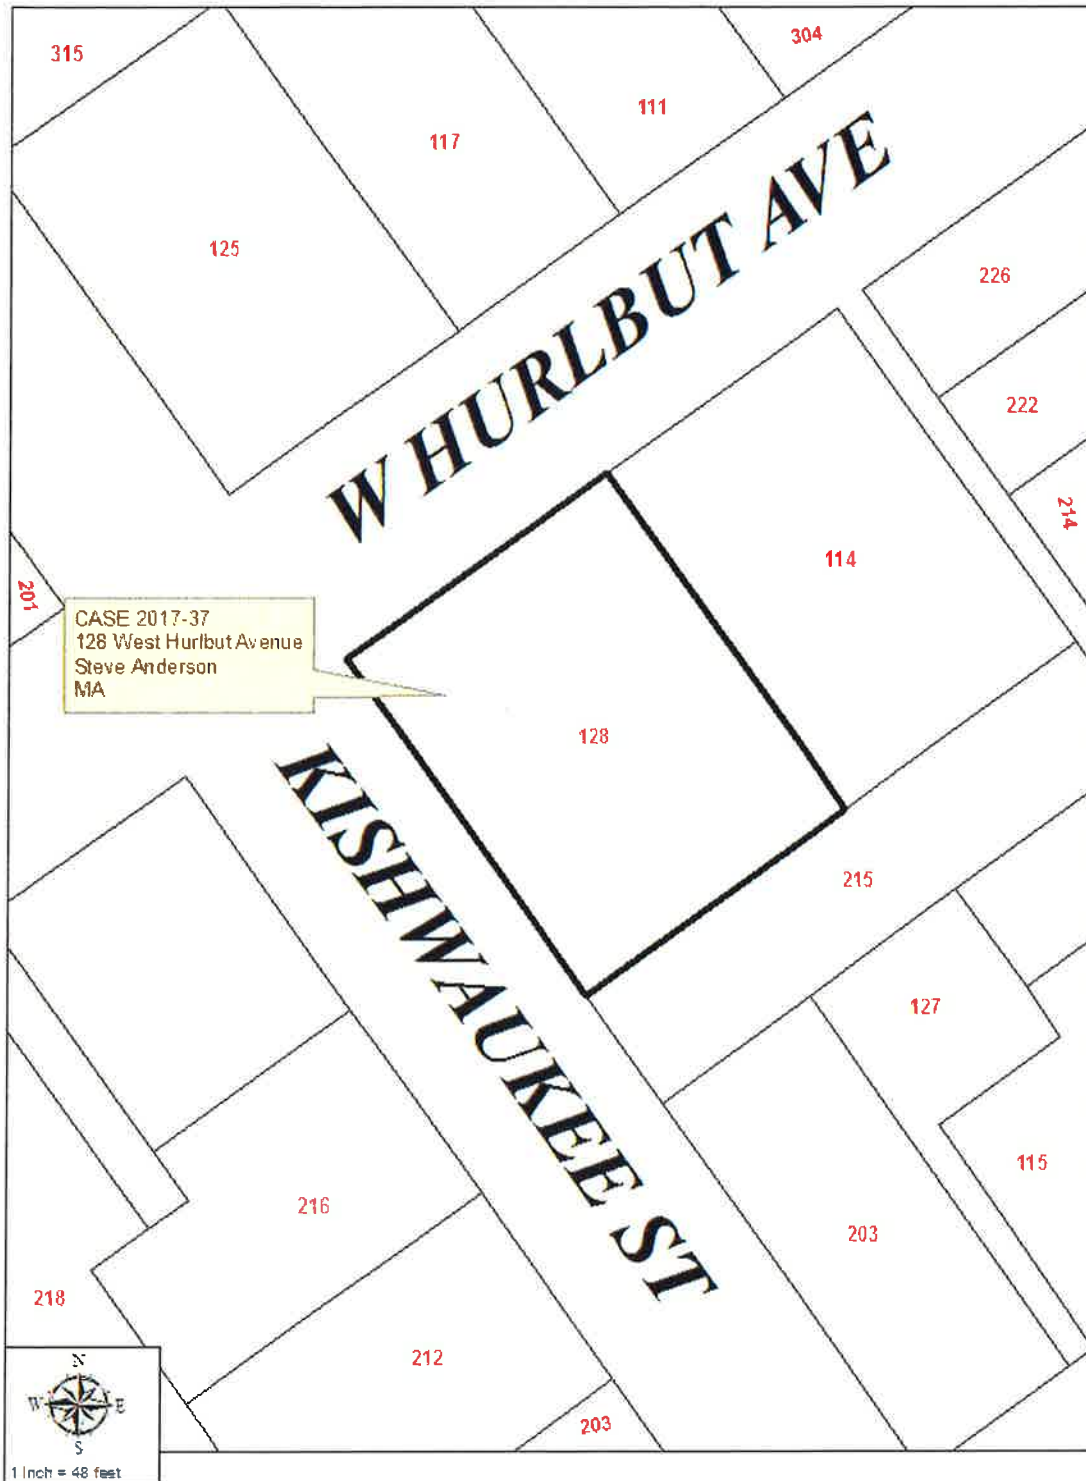 315
304
111
117
125
W HURLBUT AVE
226
222
214
114
201
CASE 2017-37
128 West Hurlbut Avenue
Steve Anderson
MA
128
KISHWAUKEE ST
215
127
115
216
203
218
212
203
N
W E
S
1 Inch = 48 feet